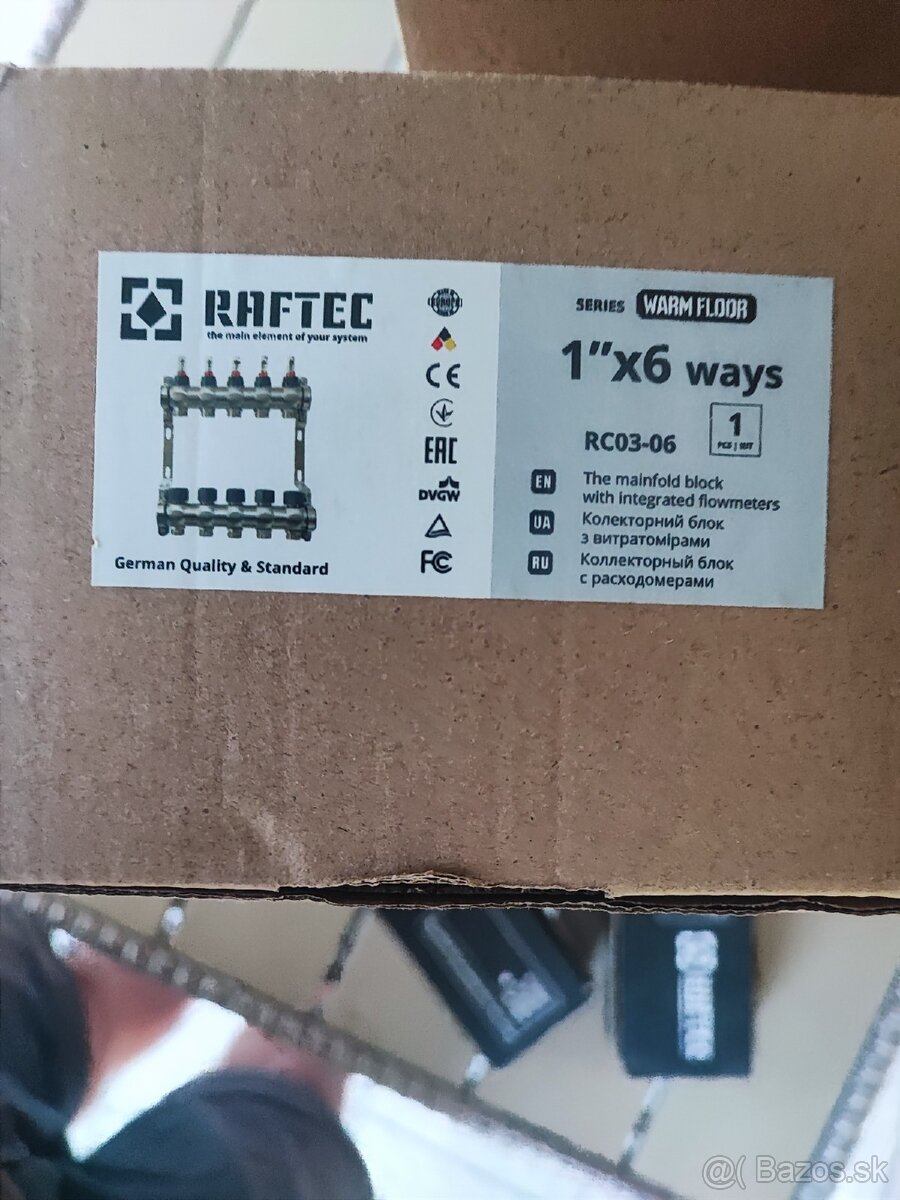 RAFTEC
the main element of your system
German Quality & Standard
EUROPE
CE
EAC
DVGW
FC
SERIES WARM FLOOR
1"x6 ways
RC03-06
1
EN The mainfold block
with integrated flowmeters
UA Колекторний блок
з витратомірами
RU Коллекторный блок
с расходомерами
@( Bazos.sk